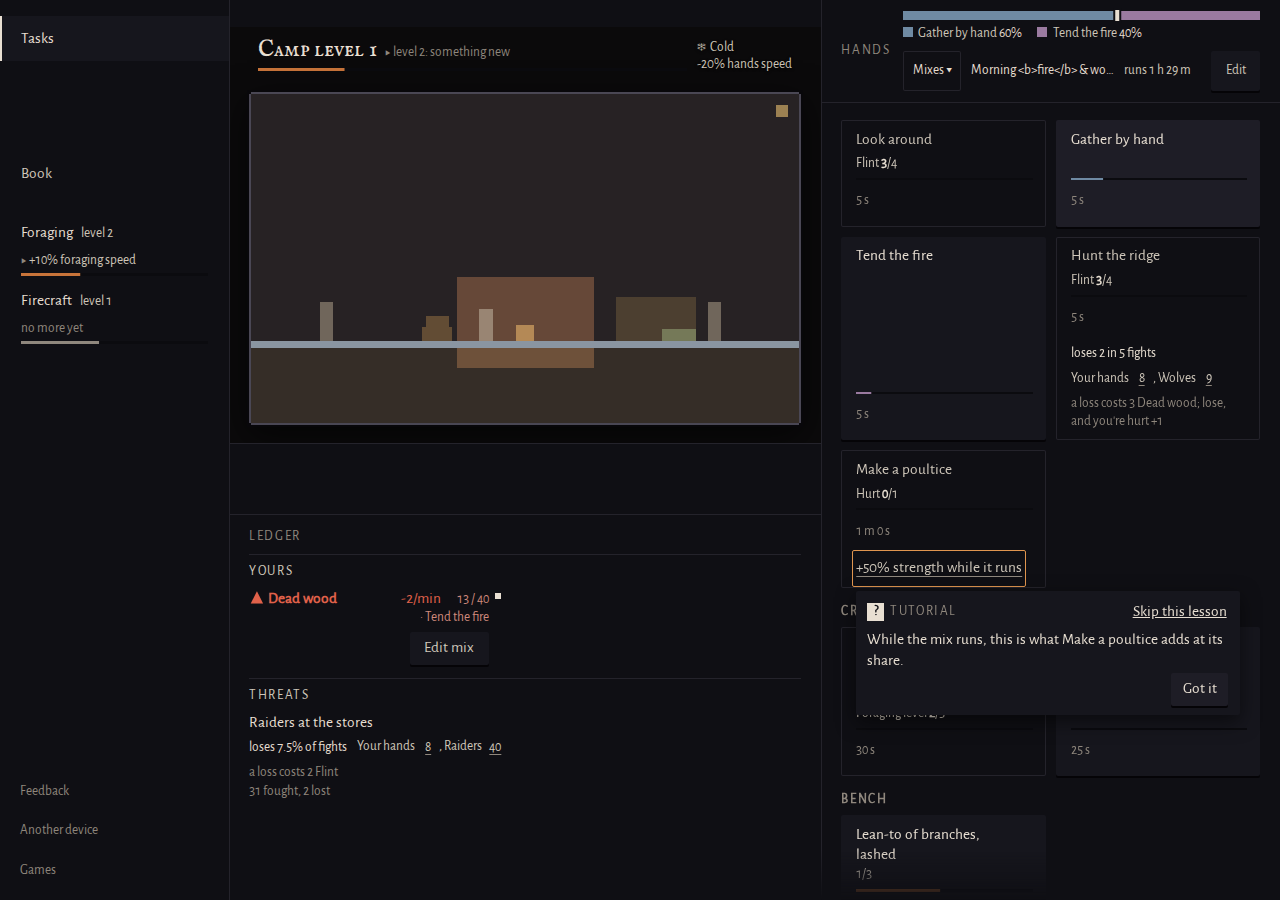 Tasks
Book
Foraging level 2
▸ +10% foraging speed
Firecraft level 1
no more yet
Feedback
Another device
Games
Camp level 1 ▸ level 2: something new
❄ Cold
-20% hands speed
LEDGER
YOURS
Dead wood -2/min 13/40
· Tend the fire
Edit mix
THREATS
Raiders at the stores
loses 7.5% of fights Your hands 8 , Raiders 40
a loss costs 2 Flint
31 fought, 2 lost
HANDS
Gather by hand 60% Tend the fire 40%
Mixes ▾ Morning <b>fire</b> & wo... runs 1 h 29 m Edit
Look around
Flint 3/4
5 s
Gather by hand
5 s
Tend the fire
5 s
Hunt the ridge
Flint 3/4
5 s
loses 2 in 5 fights
Your hands 8 , Wolves 9
a loss costs 3 Dead wood; lose,
and you're hurt +1
Make a poultice
Hurt 0/1
1 m 0 s
+50% strength while it runs
? TUTORIAL Skip this lesson
While the mix runs, this is what Make a poultice adds at its
share.
Got it
30 s
25 s
BENCH
Lean-to of branches,
lashed
1/3